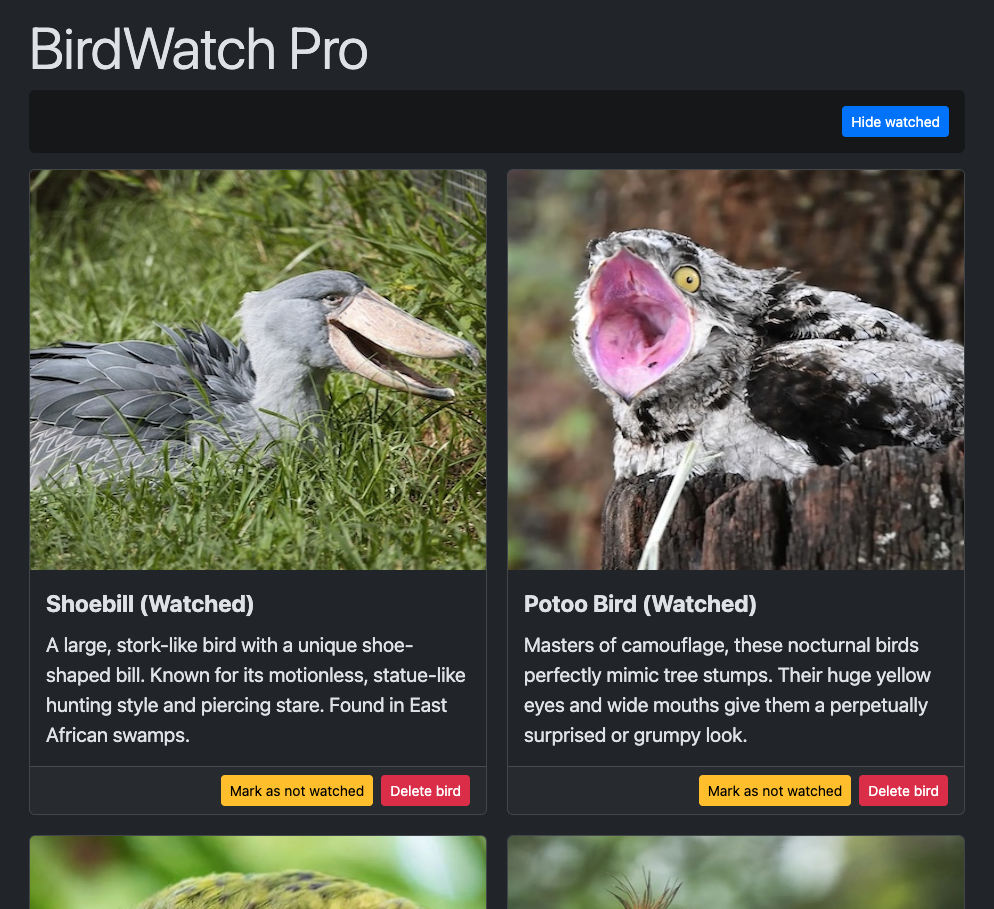 BirdWatch Pro
Hide watched
Shoebill (Watched)
A large, stork-like bird with a unique shoe-
shaped bill. Known for its motionless, statue-like
hunting style and piercing stare. Found in East
African swamps.
Mark as not watched
Delete bird
Potoo Bird (Watched)
Masters of camouflage, these nocturnal birds
perfectly mimic tree stumps. Their huge yellow
eyes and wide mouths give them a perpetually
surprised or grumpy look.
Mark as not watched
Delete bird